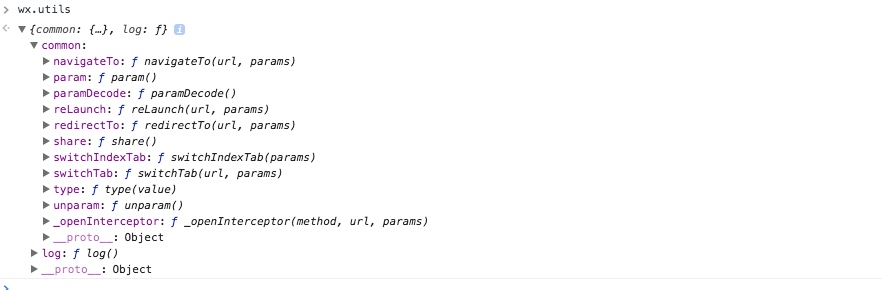 > wx.utils
{common: {…}, log: ƒ} i
common:
navigateTo: ƒ navigateTo(url, params)
param: ƒ param()
paramDecode: ƒ paramDecode()
reLaunch: ƒ reLaunch(url, params)
redirectTo: ƒ redirectTo(url, params)
share: ƒ share()
switchIndexTab: ƒ switchIndexTab(params)
switchTab: ƒ switchTab(url, params)
type: ƒ type(value)
unparam: ƒ unparam()
_openInterceptor: ƒ _openInterceptor(method, url, params)
__proto__: Object
log: ƒ log()
__proto__: Object
>